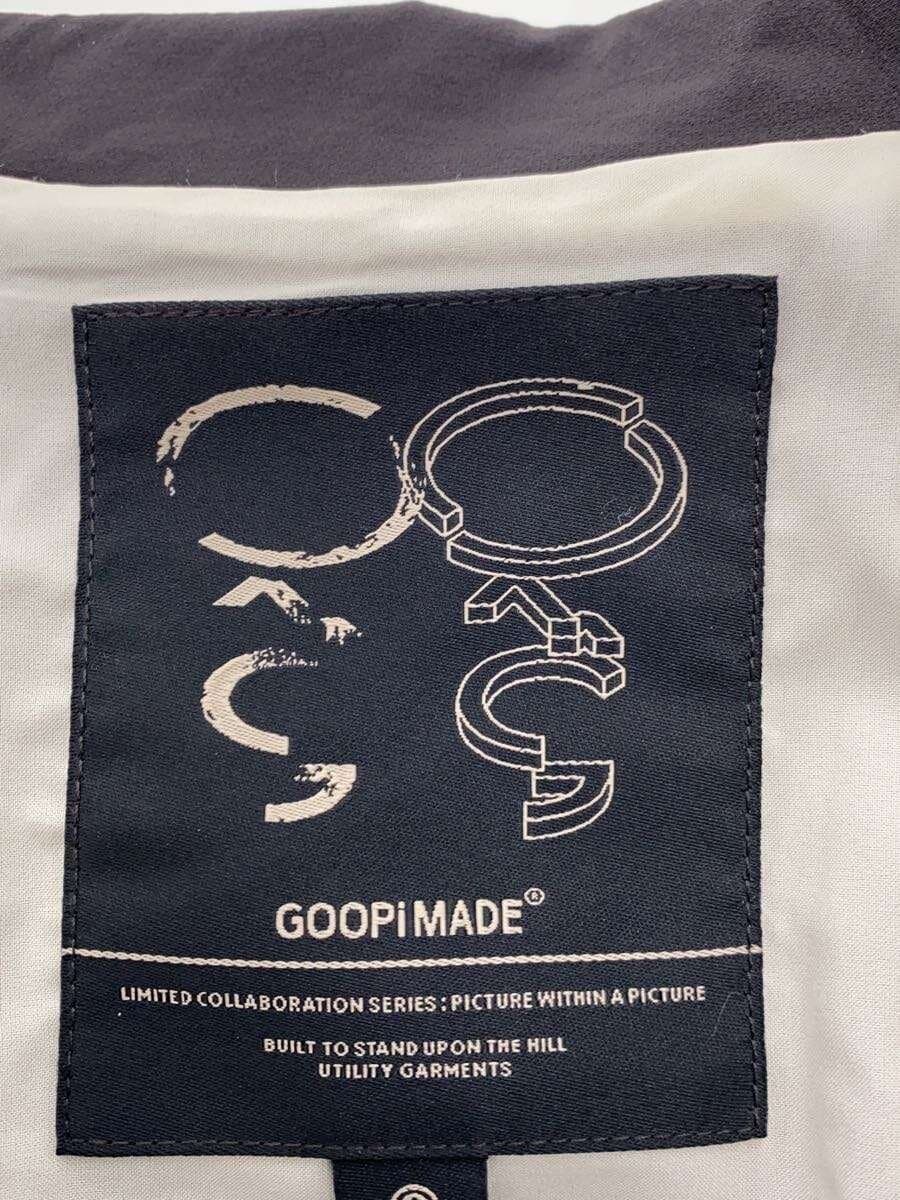 GOOPiMADE®
LIMITED COLLABORATION SERIES : PICTURE WITHIN A PICTURE
BUILT TO STAND UPON THE HILL
UTILITY GARMENTS